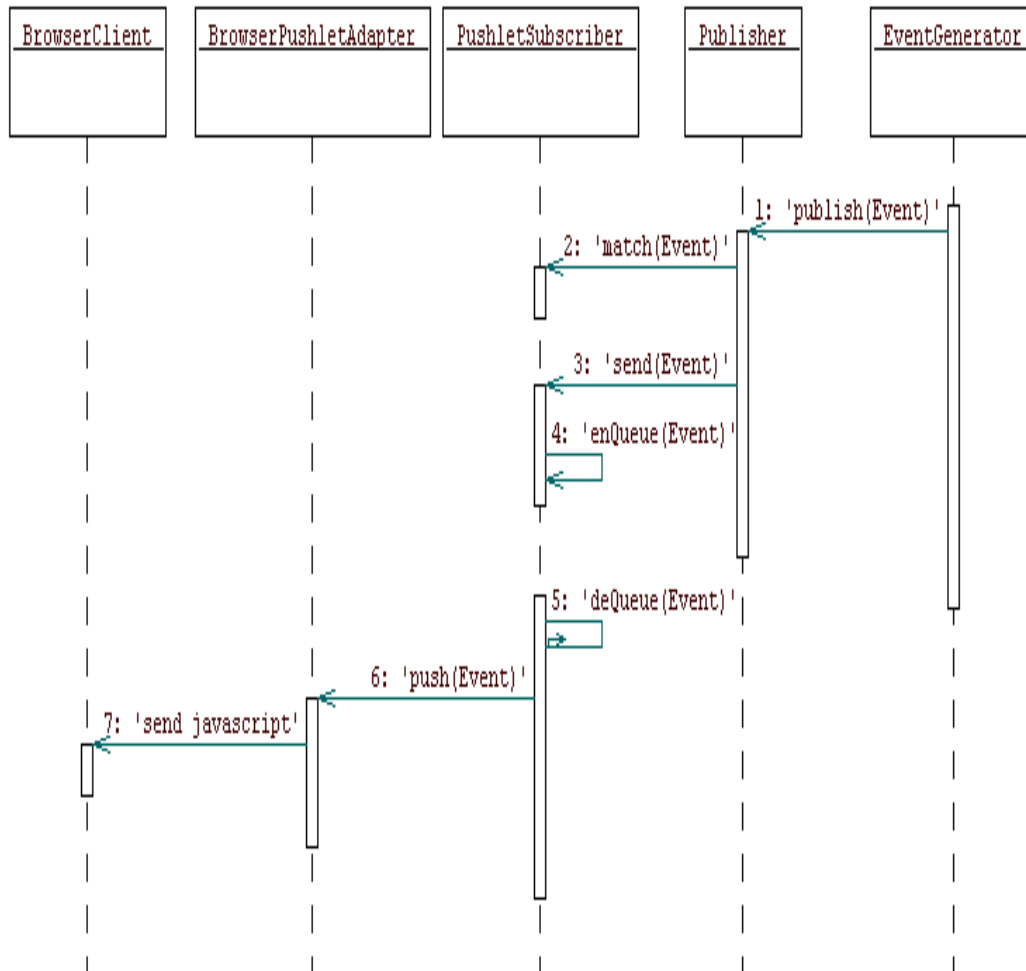 BrowserClient
BrowserPushletAdapter
PushletSubscriber
Publisher
EventGenerator
1: 'publish(Event)'
2: 'match(Event)'
3: 'send(Event)'
4: 'enQueue(Event)'
5: 'deQueue(Event)'
6: 'push(Event)'
7: 'send javascript'